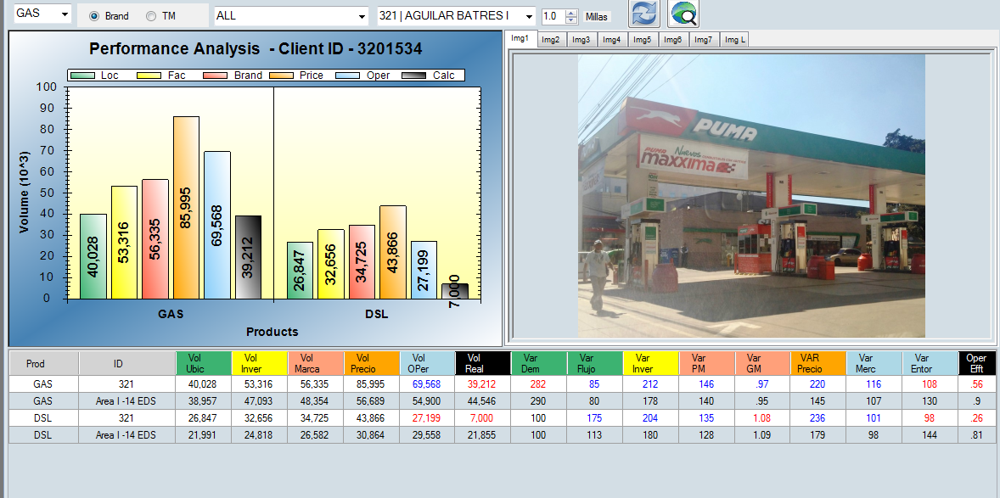 GAS Brand TM ALL 321 | AGUILAR BATRES I 1.0 Millas
Img1 Img2 Img3 Img4 Img5 Img6 Img7 Img L
Performance Analysis - Client ID - 3201534
Loc Fac Brand Price Oper Calc
Volume (10^3)
100
90
80
70
60
50
40
30
20
10
0
40,028 53,316 56,335 85,995 69,568 39,212 26,847 32,656 34,725 43,866 27,199 7,000
GAS DSL
Products
PUMA
PUMA Nuevos
maxxima
Prod ID Vol Ubic Vol Inver Vol Marca Vol Precio Vol OPer Vol Real Var Dem Var Flujo Var Inver Var PM Var GM VAR Precio Var Merc Var Entor Oper Efft
GAS 321 40,028 53,316 56,335 85,995 69,568 39,212 282 85 212 146 .97 220 116 108 .56
GAS Area I -14 EDS 38,957 47,093 48,354 56,689 54,900 44,546 290 80 178 140 .95 145 107 130 .9
DSL 321 26,847 32,656 34,725 43,866 27,199 7,000 100 175 204 135 1.08 236 101 98 .26
DSL Area I -14 EDS 21,991 24,818 26,582 30,864 29,558 21,855 100 113 180 128 1.09 179 98 144 .81